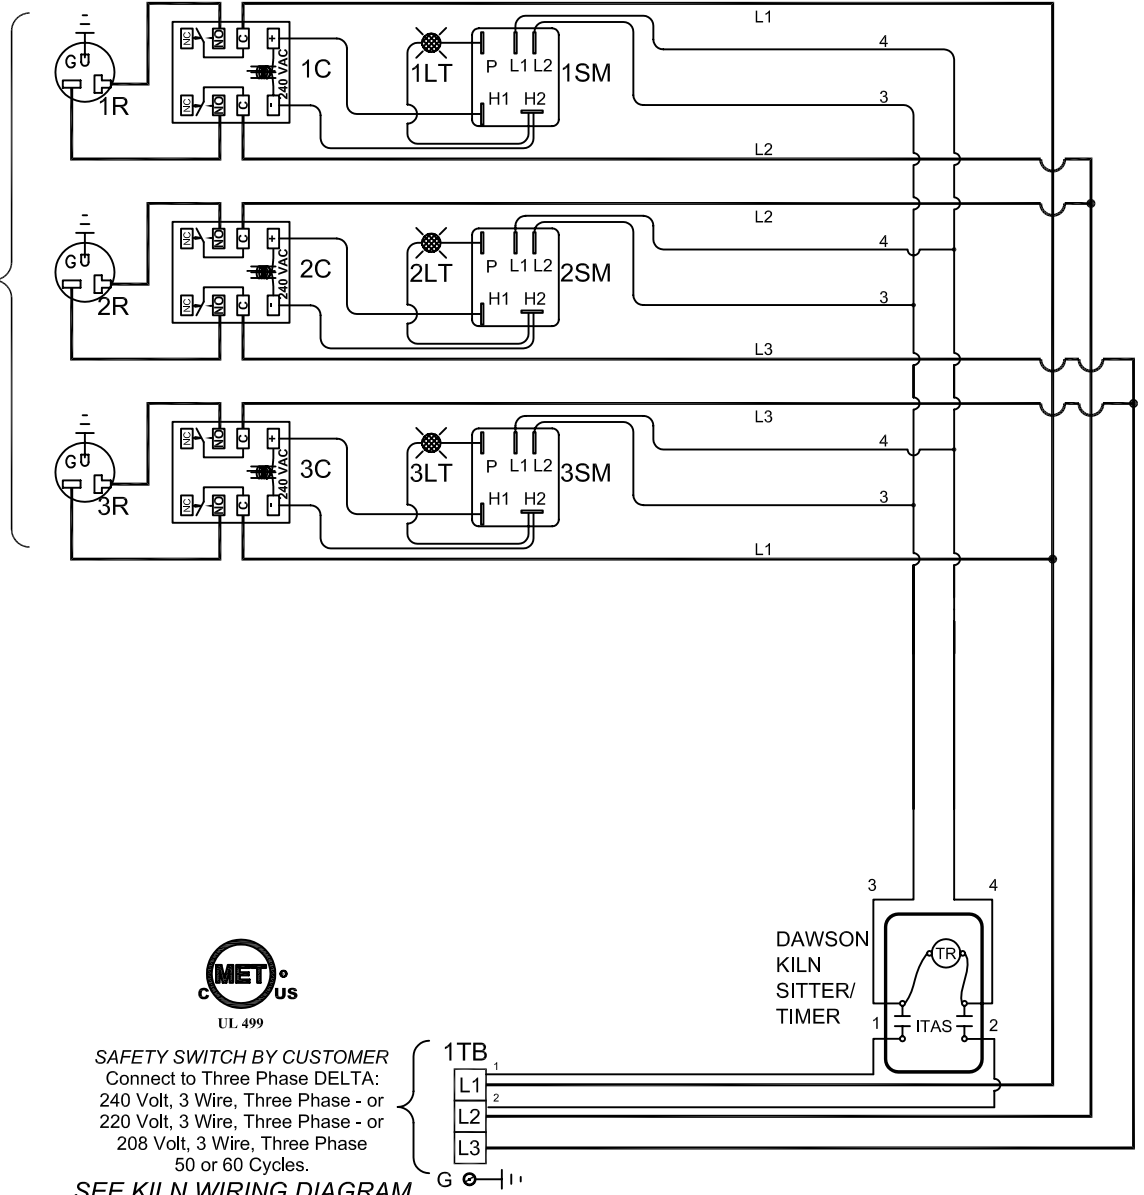 L1
G
NC
NO
C
+
240 VAC
NC
NO
C
-
1R
1C
1LT
P L1 L2
H1 H2
1SM
4
3
L2
L2
G
NC
NO
C
+
240 VAC
NC
NO
C
-
2R
2C
2LT
P L1 L2
H1 H2
2SM
4
3
L3
L3
G
NC
NO
C
+
240 VAC
NC
NO
C
-
3R
3C
3LT
P L1 L2
H1 H2
3SM
4
3
L1
3 4
DAWSON
KILN
SITTER/
TIMER
TR
1 ITAS 2
MET
C US
UL 499
SAFETY SWITCH BY CUSTOMER
Connect to Three Phase DELTA:
240 Volt, 3 Wire, Three Phase - or
220 Volt, 3 Wire, Three Phase - or
208 Volt, 3 Wire, Three Phase
50 or 60 Cycles.
SEE KILN WIRING DIAGRAM
1TB
1
L1
2
L2
L3
G